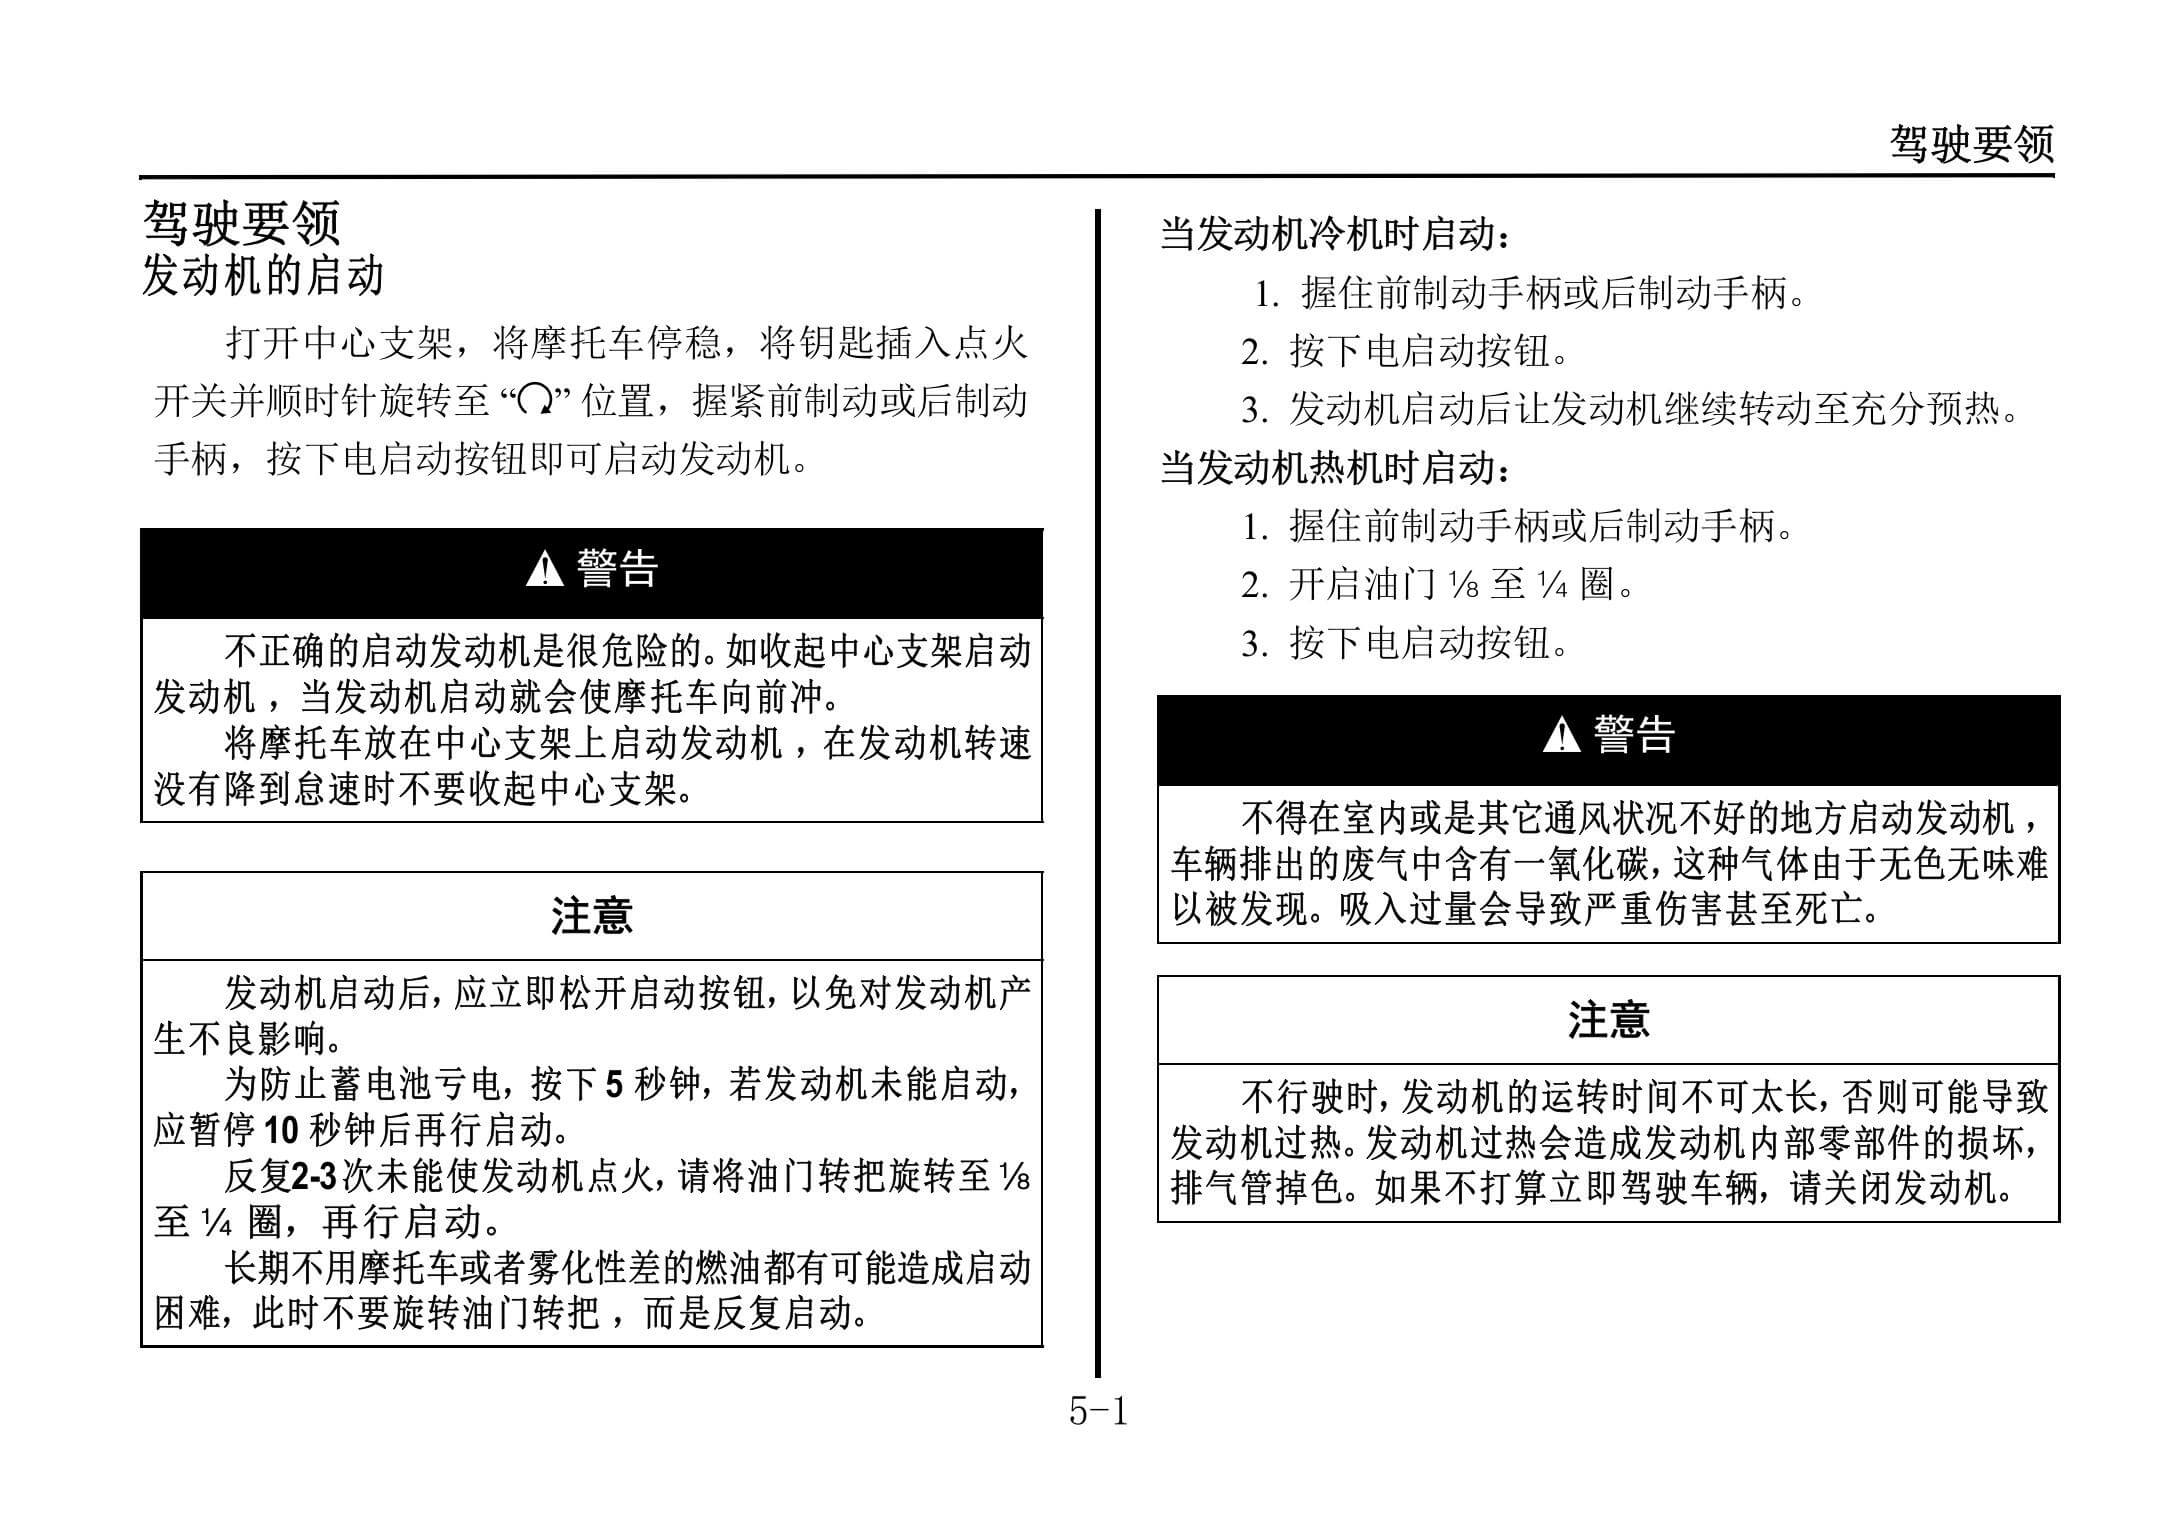 驾驶要领
驾驶要领
发动机的启动
打开中心支架，将摩托车停稳，将钥匙插入点火
开关并顺时针旋转至 “” 位置，握紧前制动或后制动
手柄，按下电启动按钮即可启动发动机。
警告
不正确的启动发动机是很危险的。如收起中心支架启动
发动机，当发动机启动就会使摩托车向前冲。
将摩托车放在中心支架上启动发动机，在发动机转速
没有降到怠速时不要收起中心支架。
注意
发动机启动后，应立即松开启动按钮，以免对发动机产
生不良影响。
为防止蓄电池亏电，按下 5 秒钟，若发动机未能启动，
应暂停 10 秒钟后再行启动。
反复2-3次未能使发动机点火，请将油门转把旋转至 ⅛
至 ¼ 圈，再行启动。
长期不用摩托车或者雾化性差的燃油都有可能造成启动
困难，此时不要旋转油门转把，而是反复启动。
当发动机冷机时启动：
1. 握住前制动手柄或后制动手柄。
2. 按下电启动按钮。
3. 发动机启动后让发动机继续转动至充分预热。
当发动机热机时启动：
1. 握住前制动手柄或后制动手柄。
2. 开启油门 ⅛ 至 ¼ 圈。
3. 按下电启动按钮。
警告
不得在室内或是其它通风状况不好的地方启动发动机，
车辆排出的废气中含有一氧化碳，这种气体由于无色无味难
以被发现。吸入过量会导致严重伤害甚至死亡。
注意
不行驶时，发动机的运转时间不可太长，否则可能导致
发动机过热。发动机过热会造成发动机内部零部件的损坏，
排气管掉色。如果不打算立即驾驶车辆，请关闭发动机。
5-1